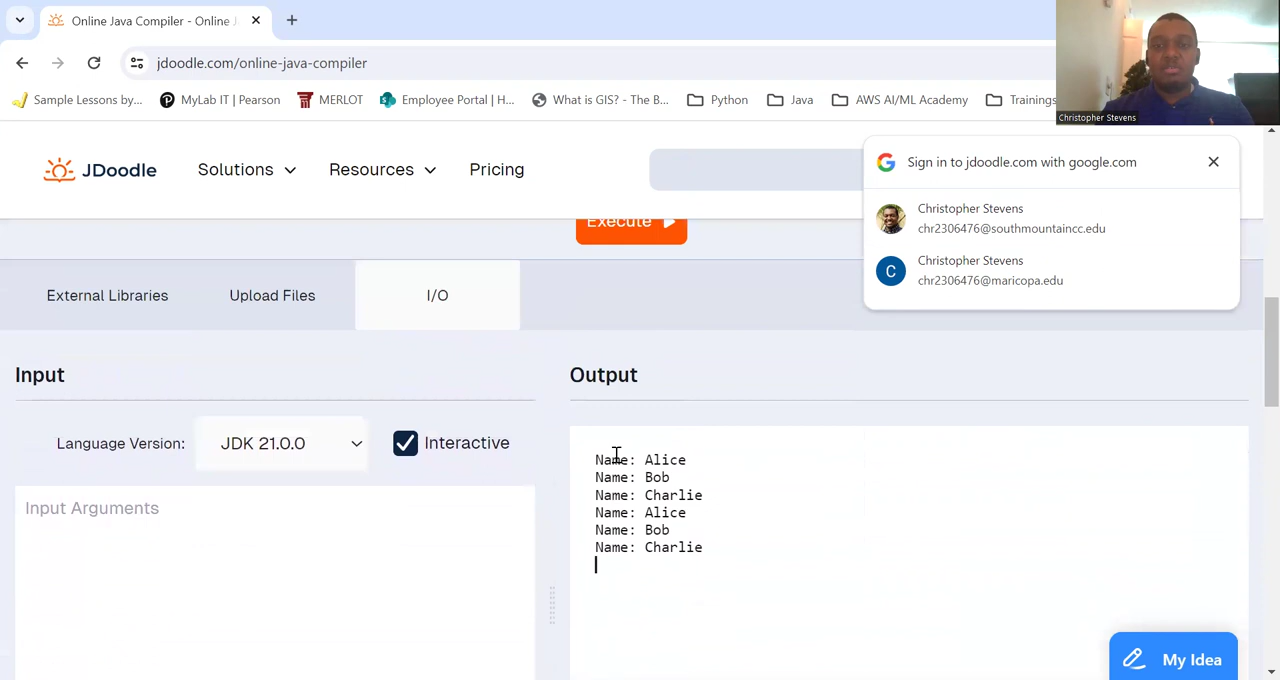 Online Java Compiler - Online J
jdoodle.com/online-java-compiler
Sample Lessons by...
MyLab IT | Pearson
MERLOT
Employee Portal | H...
What is GIS? - The B...
Python
Java
AWS AI/ML Academy
Trainings
Christopher Stevens
JDoodle
Solutions
Resources
Pricing
Sign in to jdoodle.com with google.com
Christopher Stevens
chr2306476@southmountaincc.edu
C
Christopher Stevens
chr2306476@maricopa.edu
Execute
External Libraries
Upload Files
I/O
Input
Output
Language Version:
JDK 21.0.0
Interactive
Input Arguments
Name: Alice
Name: Bob
Name: Charlie
Name: Alice
Name: Bob
Name: Charlie
My Idea